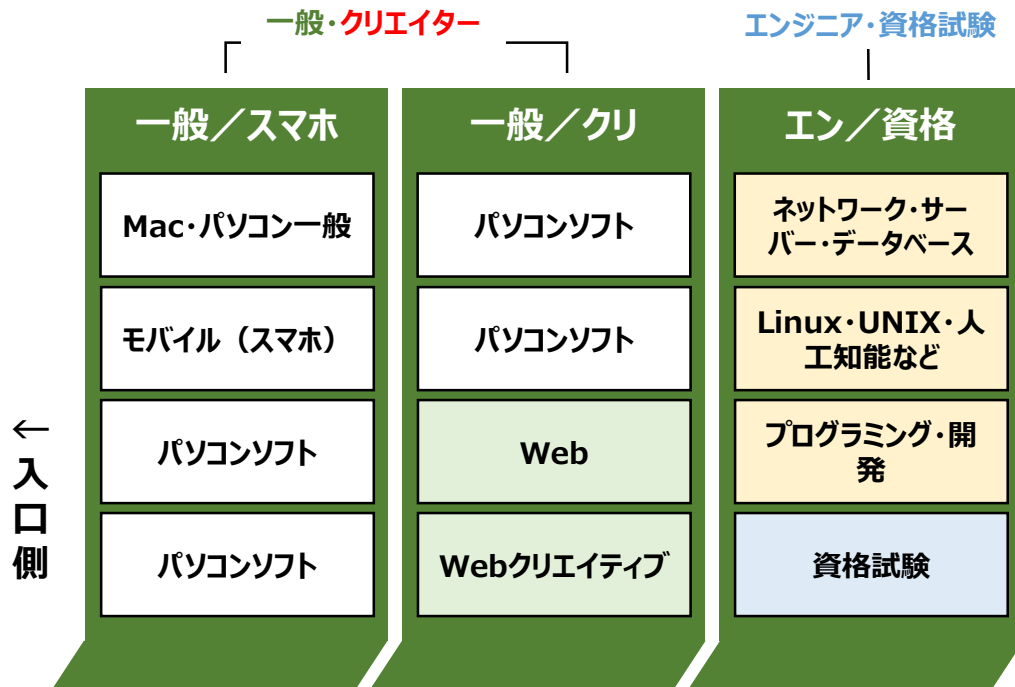 一般・クリエイター
エンジニア・資格試験
一般／スマホ
Mac・パソコン一般
モバイル（スマホ）
パソコンソフト
パソコンソフト
一般／クリ
パソコンソフト
パソコンソフト
Web
Webクリエイティブ
エン／資格
ネットワーク・サー
バー・データベース
Linux・UNIX・人
工知能など
プログラミング・開
発
資格試験
←入口側